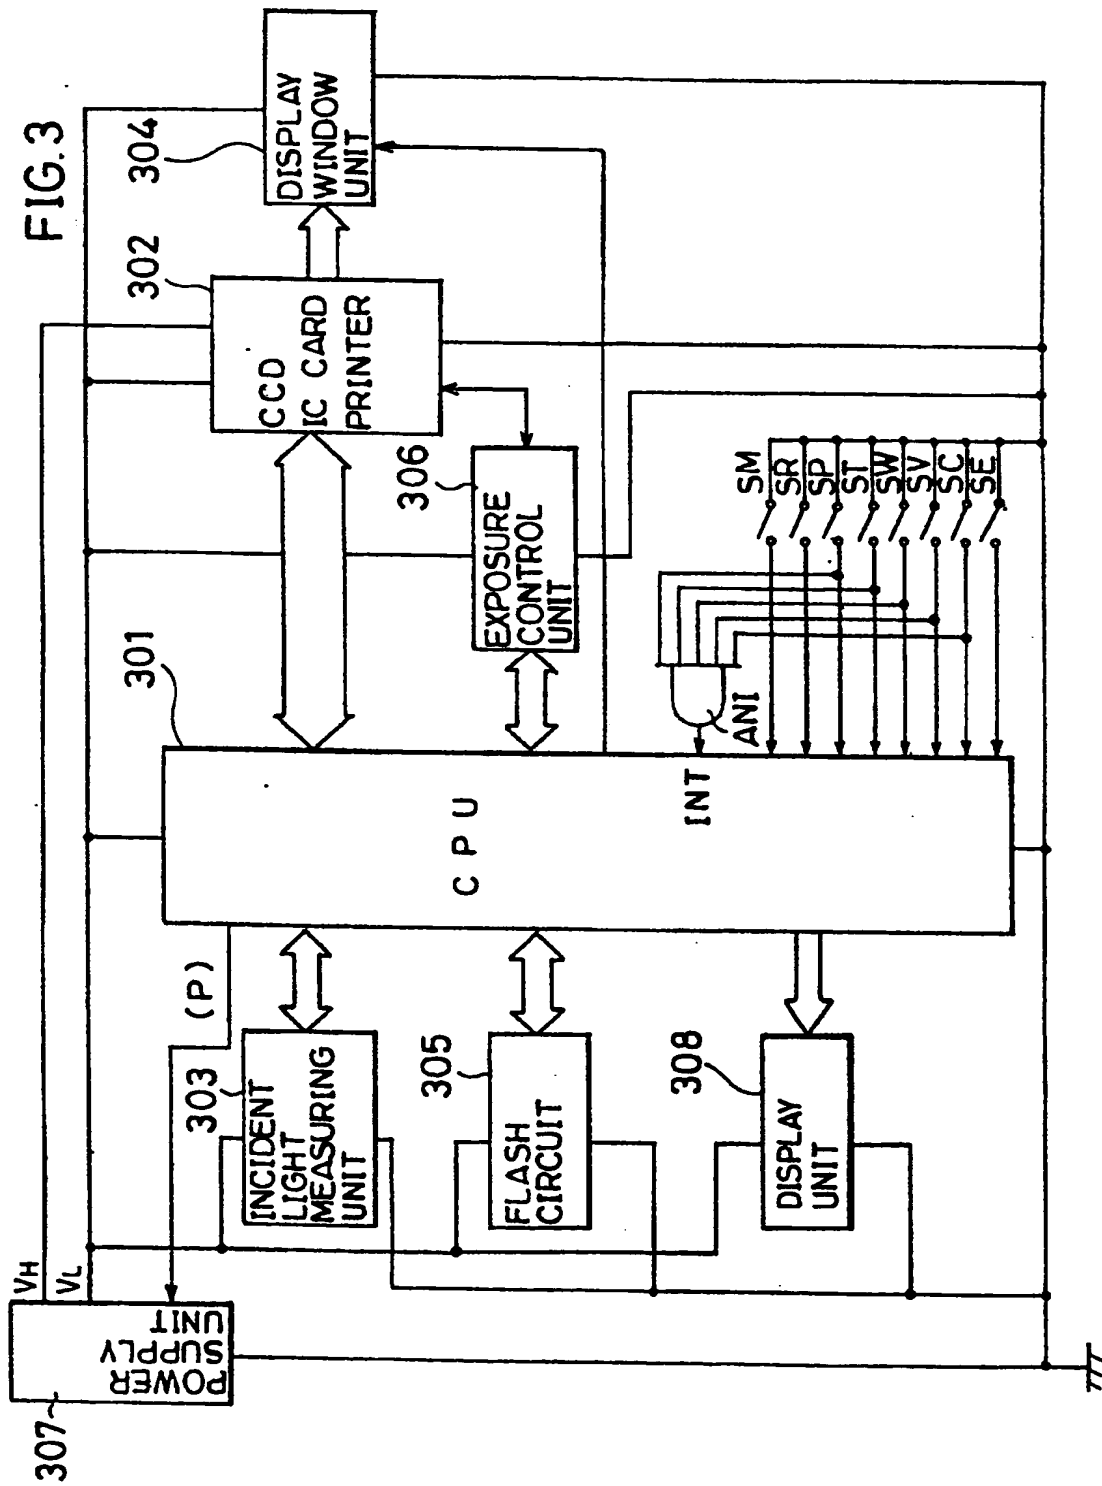 FIG.3
307
POWER
SUPPLY
UNIT
VH
VL
(P)
301
CPU
INT
302
CCD
IC CARD
PRINTER
304
DISPLAY
WINDOW
UNIT
303
INCIDENT
LIGHT
MEASURING
UNIT
305
FLASH
CIRCUIT
308
DISPLAY
UNIT
306
EXPOSURE
CONTROL
UNIT
ANI
SM
SR
SP
ST
SW
SV
SC
SE